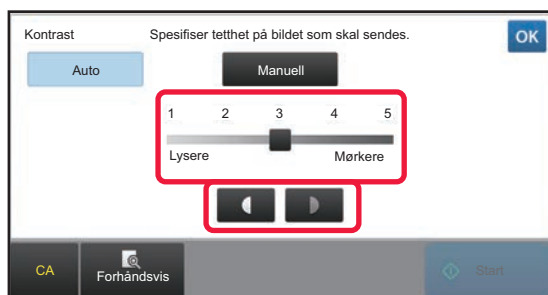 Kontrast Spesifiser tetthet på bildet som skal sendes. OK
Auto Manuell
1 2 3 4 5
Lysere Mørkere
CA Forhåndsvis Start